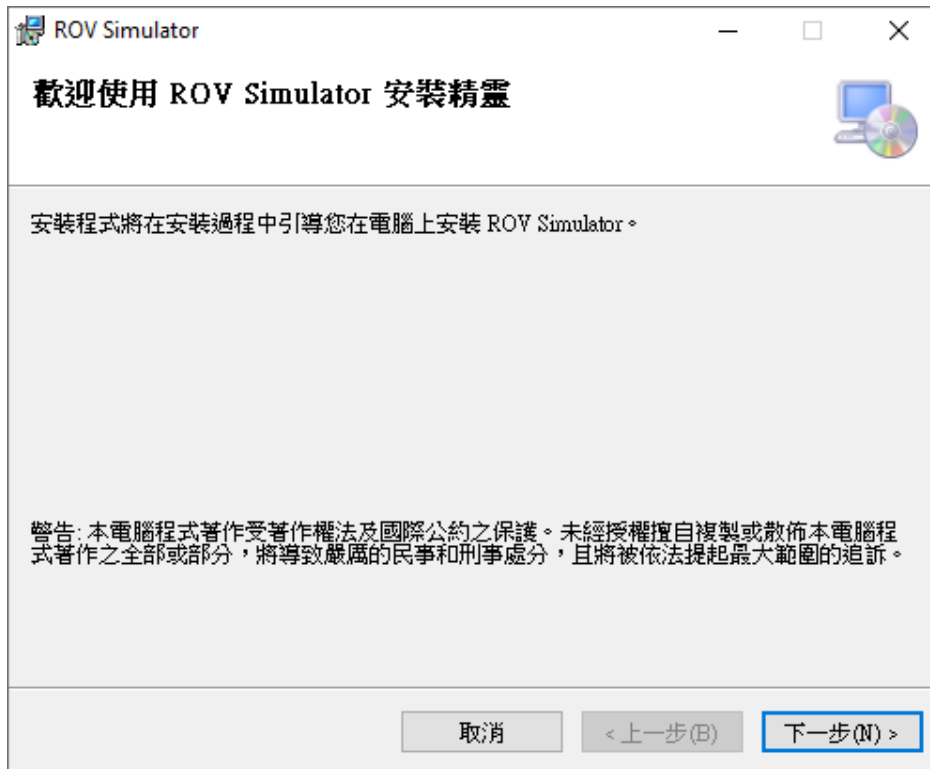 ROV Simulator
歡迎使用 ROV Simulator 安裝精靈
安裝程式將在安裝過程中引導您在電腦上安裝 ROV Simulator。
警告: 本電腦程式著作受著作權法及國際公約之保護。未經授權擅自複製或散佈本電腦程
式著作之全部或部分，將導致嚴厲的民事和刑事處分，且將被依法提起最大範圍的追訴。
取消
< 上一步(B)
下一步(N) >